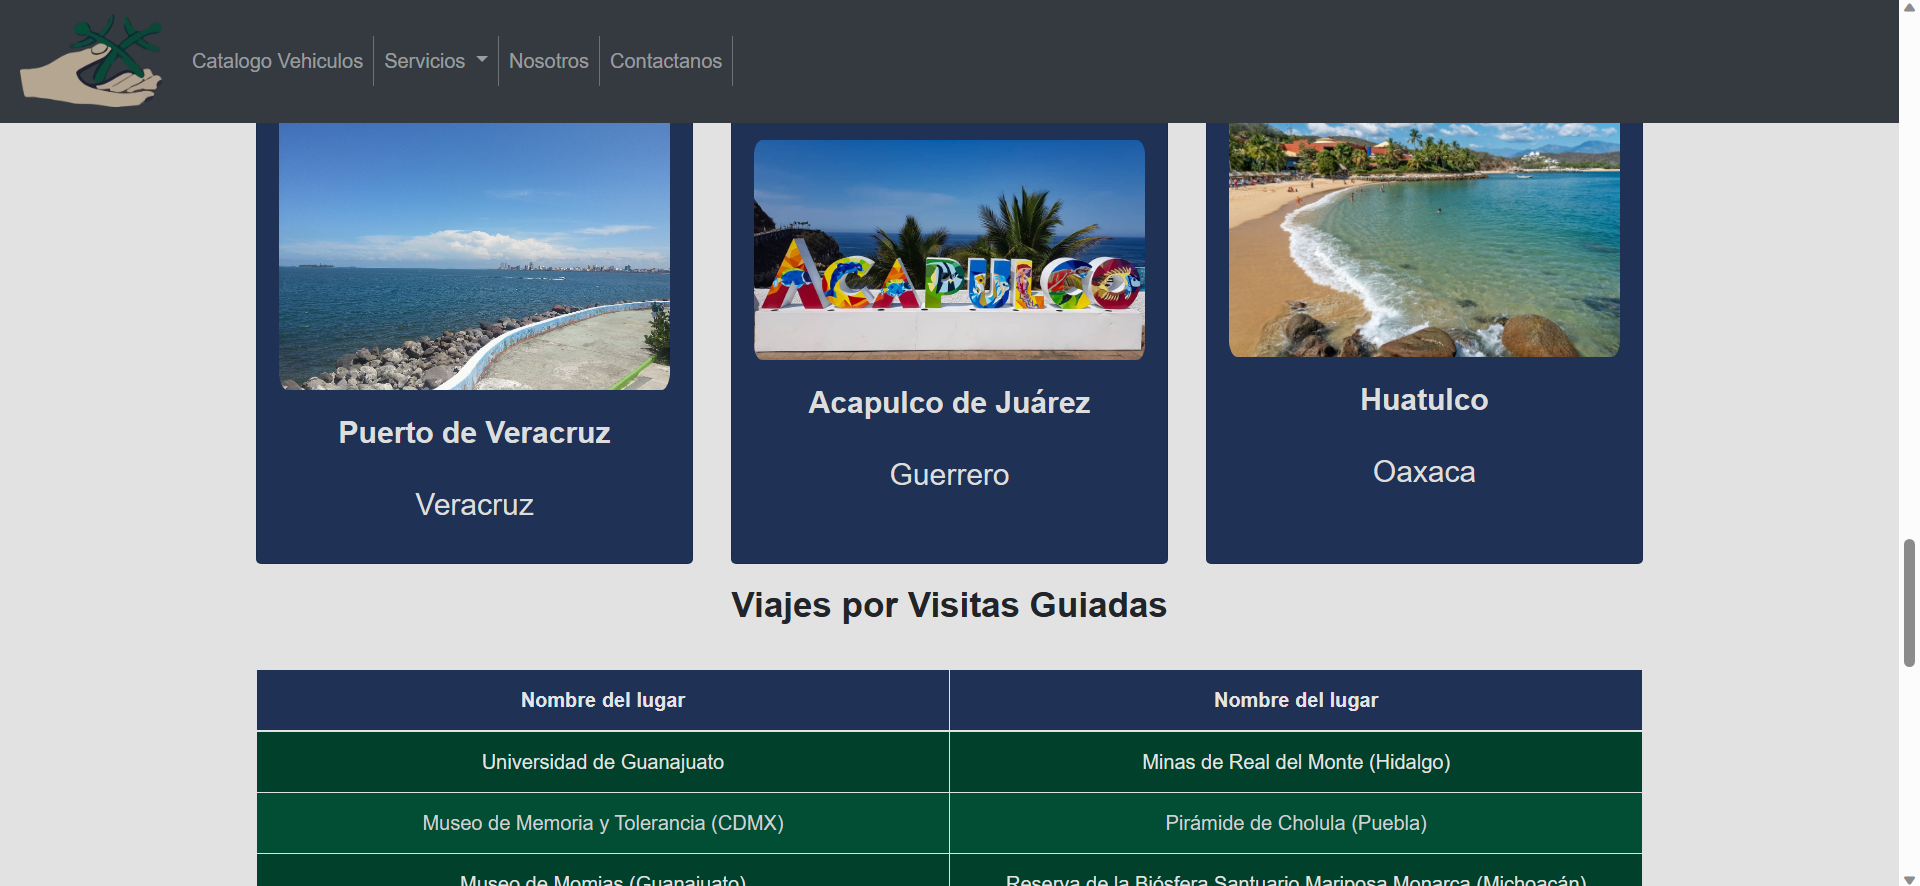 Catalogo Vehiculos
Servicios
Nosotros
Contactanos
ACAPULCO
Puerto de Veracruz
Veracruz
Acapulco de Juárez
Guerrero
Huatulco
Oaxaca
Viajes por Visitas Guiadas
Nombre del lugar
Nombre del lugar
Universidad de Guanajuato
Minas de Real del Monte (Hidalgo)
Museo de Memoria y Tolerancia (CDMX)
Pirámide de Cholula (Puebla)
Museo de Momias (Guanajuato)
Reserva de la Biósfera Santuario Mariposa Monarca (Michoacán)